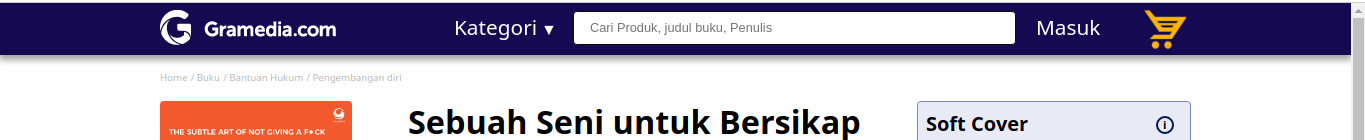 Gramedia.com
Kategori ▼
Cari Produk, judul buku, Penulis
Masuk
Home / Buku / Bantuan Hukum / Pengembangan diri
THE SUBTLE ART OF NOT GIVING A F*CK
Sebuah Seni untuk Bersikap
Soft Cover